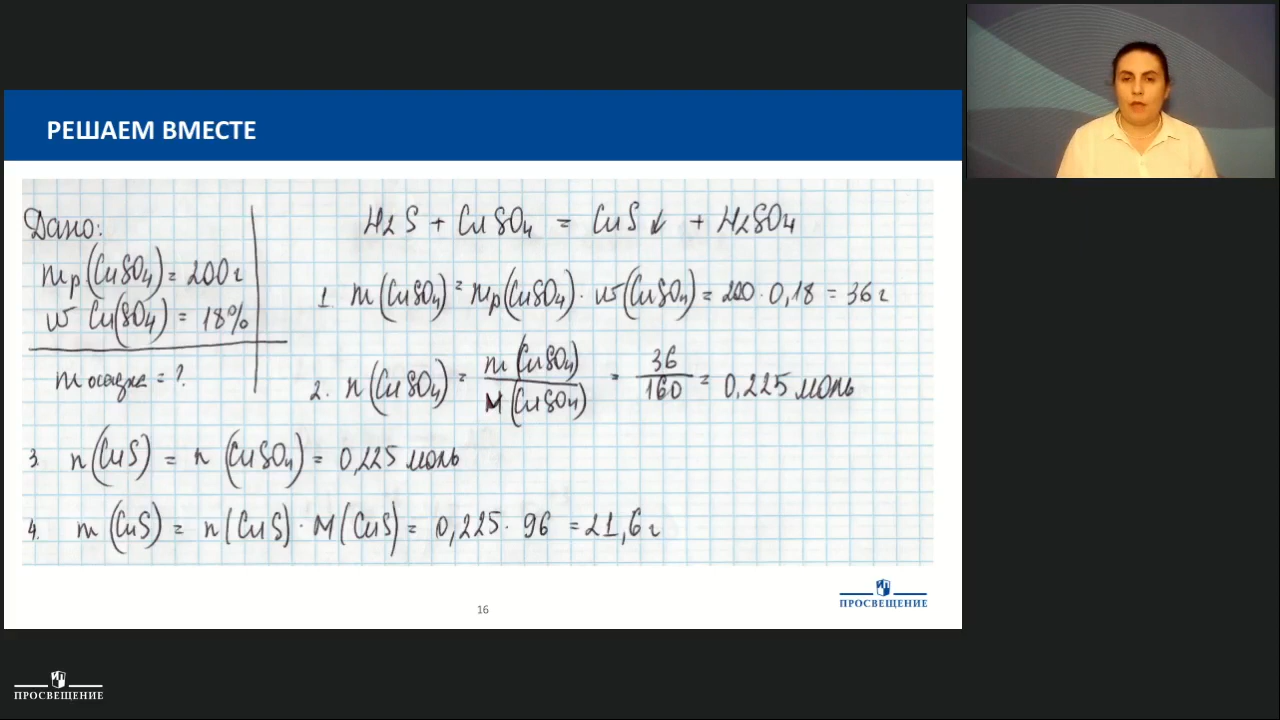 РЕШАЕМ ВМЕСТЕ
Дано:
mр(CuSO4) = 200 г
w Cu(SO4) = 18%
m осадка = ?
H2S + CuSO4 = CuS↓ + H2SO4
1. m(CuSO4) = mр(CuSO4) · w(CuSO4) = 200 · 0,18 = 36 г
2. n(CuSO4) = m(CuSO4) / M(CuSO4) = 36 / 160 = 0,225 моль
3. n(CuS) = n(CuSO4) = 0,225 моль
4. m(CuS) = n(CuS) · M(CuS) = 0,225 · 96 = 21,6 г
16
ПРОСВЕЩЕНИЕ
ПРОСВЕЩЕНИЕ